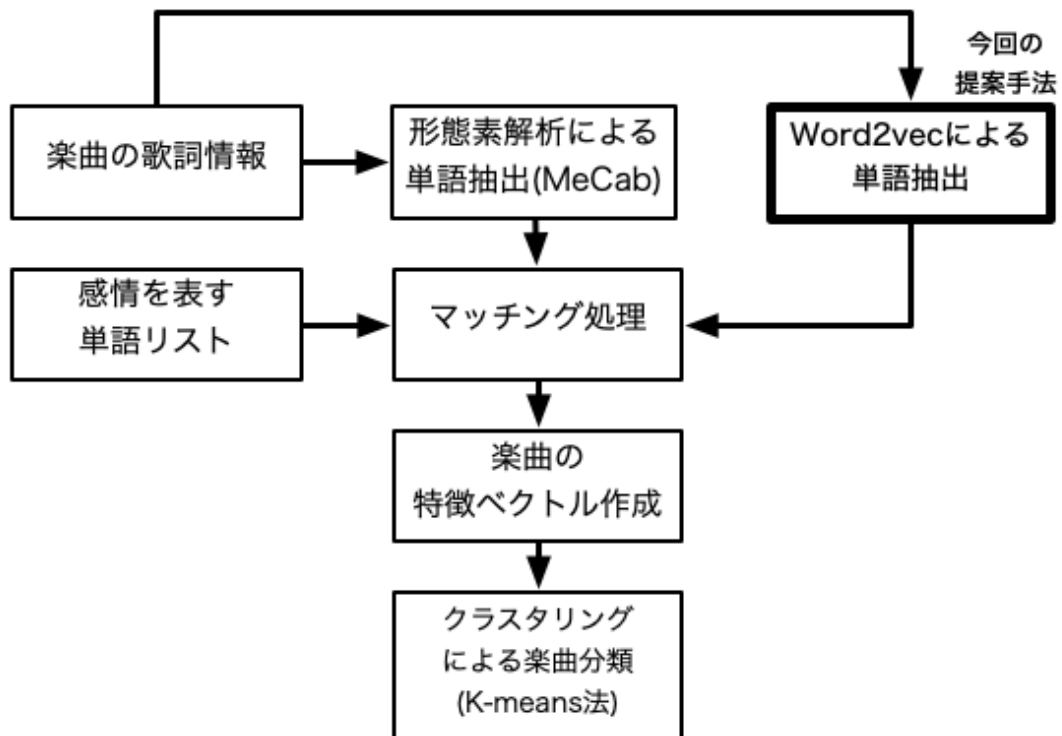 今回の
提案手法
楽曲の歌詞情報
形態素解析による
単語抽出(MeCab)
Word2vecによる
単語抽出
感情を表す
単語リスト
マッチング処理
楽曲の
特徴ベクトル作成
クラスタリング
による楽曲分類
(K-means法)